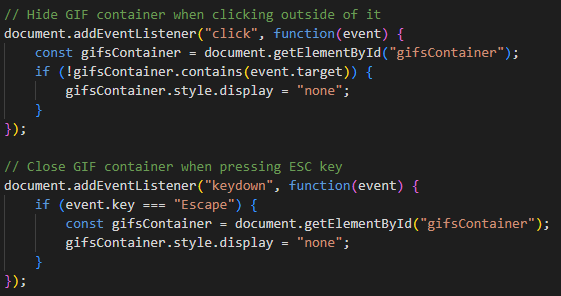 // Hide GIF container when clicking outside of it
document.addEventListener("click", function(event) {
    const gifsContainer = document.getElementById("gifsContainer");
    if (!gifsContainer.contains(event.target)) {
        gifsContainer.style.display = "none";
    }
});

// Close GIF container when pressing ESC key
document.addEventListener("keydown", function(event) {
    if (event.key === "Escape") {
        const gifsContainer = document.getElementById("gifsContainer");
        gifsContainer.style.display = "none";
    }
});